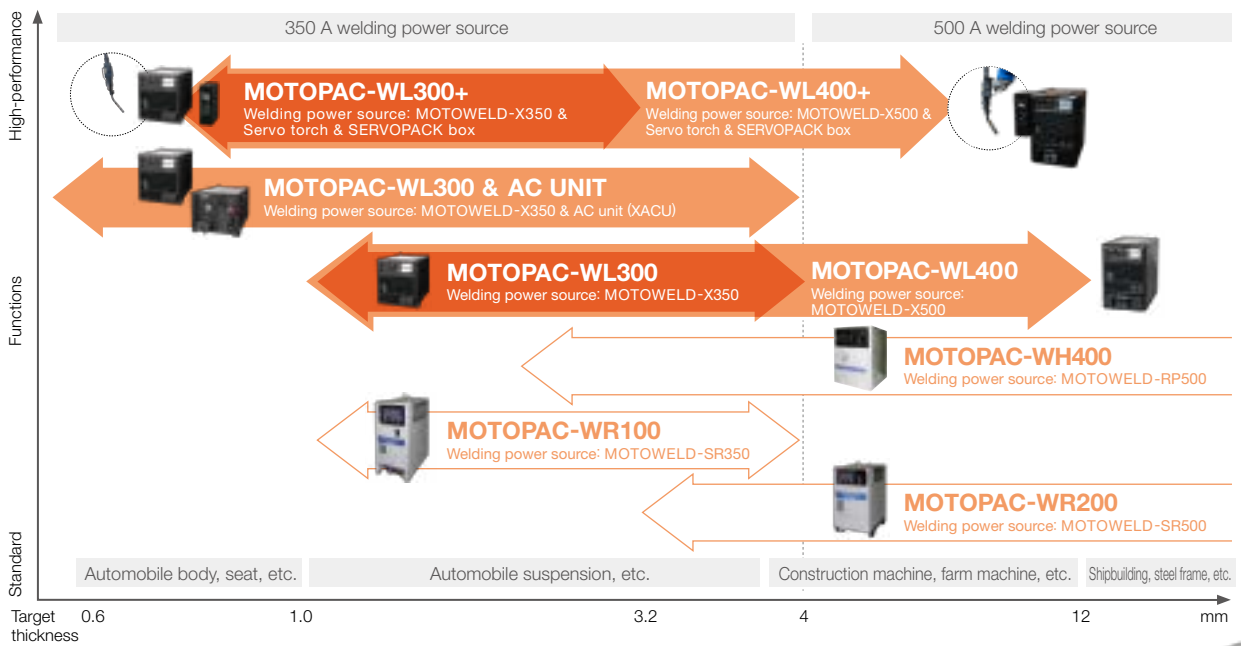 350 A welding power source
500 A welding power source
High-performance
MOTOPAC-WL300+
Welding power source: MOTOWELD-X350 &
Servo torch & SERVOPACK box
MOTOPAC-WL400+
Welding power source: MOTOWELD-X500 &
Servo torch & SERVOPACK box
MOTOPAC-WL300 & AC UNIT
Welding power source: MOTOWELD-X350 & AC unit (XACU)
Functions
MOTOPAC-WL300
Welding power source: MOTOWELD-X350
MOTOPAC-WL400
Welding power source:
MOTOWELD-X500
MOTOPAC-WH400
Welding power source: MOTOWELD-RP500
MOTOPAC-WR100
Welding power source: MOTOWELD-SR350
MOTOPAC-WR200
Welding power source: MOTOWELD-SR500
Standard
Automobile body, seat, etc.
Automobile suspension, etc.
Construction machine, farm machine, etc.
Shipbuilding, steel frame, etc.
Target
thickness
0.6
1.0
3.2
4
12
mm